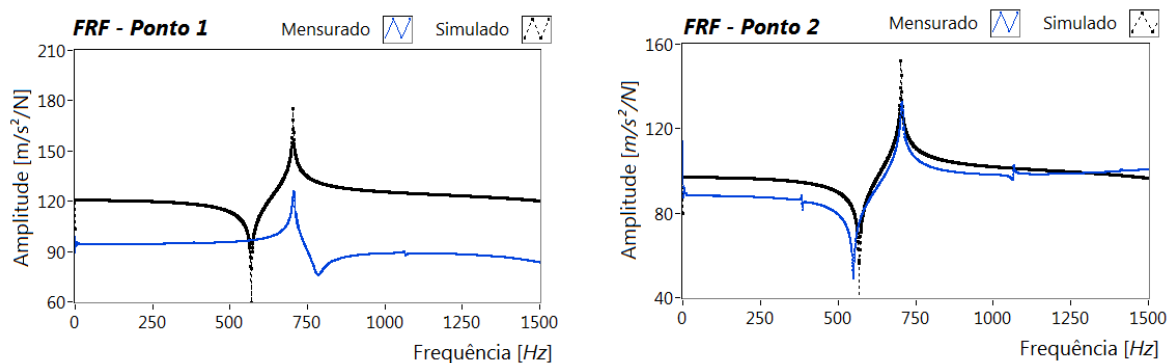 FRF - Ponto 1
Mensurado
Simulado
Amplitude [m/s²/N]
210
180
150
120
90
60
0
250
500
750
1000
1250
1500
Frequência [Hz]
FRF - Ponto 2
Mensurado
Simulado
Amplitude [m/s²/N]
160
120
80
40
0
250
500
750
1000
1250
1500
Frequência [Hz]